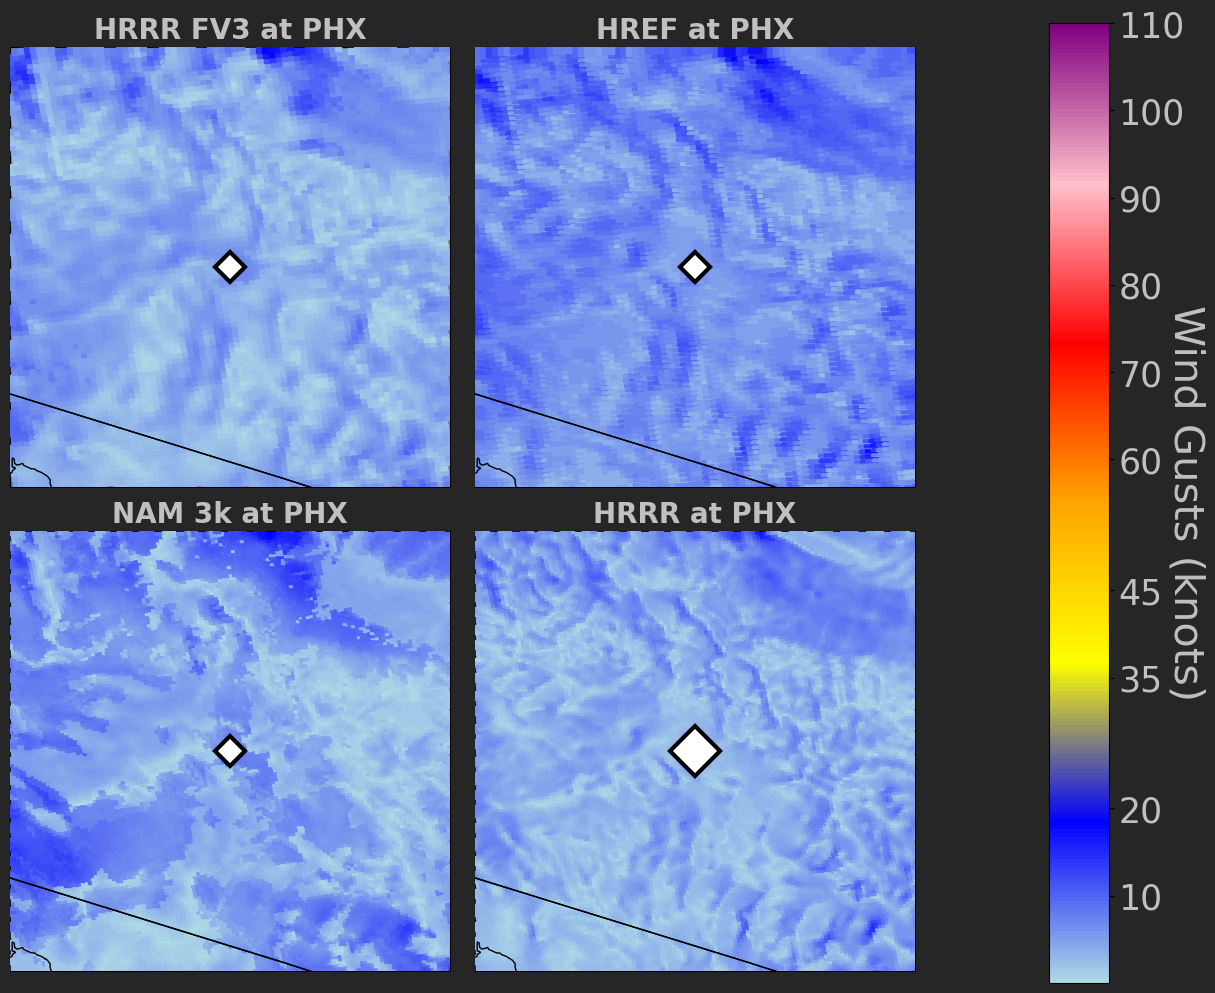 HRRR FV3 at PHX
HREF at PHX
NAM 3k at PHX
HRRR at PHX
110
100
90
80
70
60
45
35
20
10
Wind Gusts (knots)